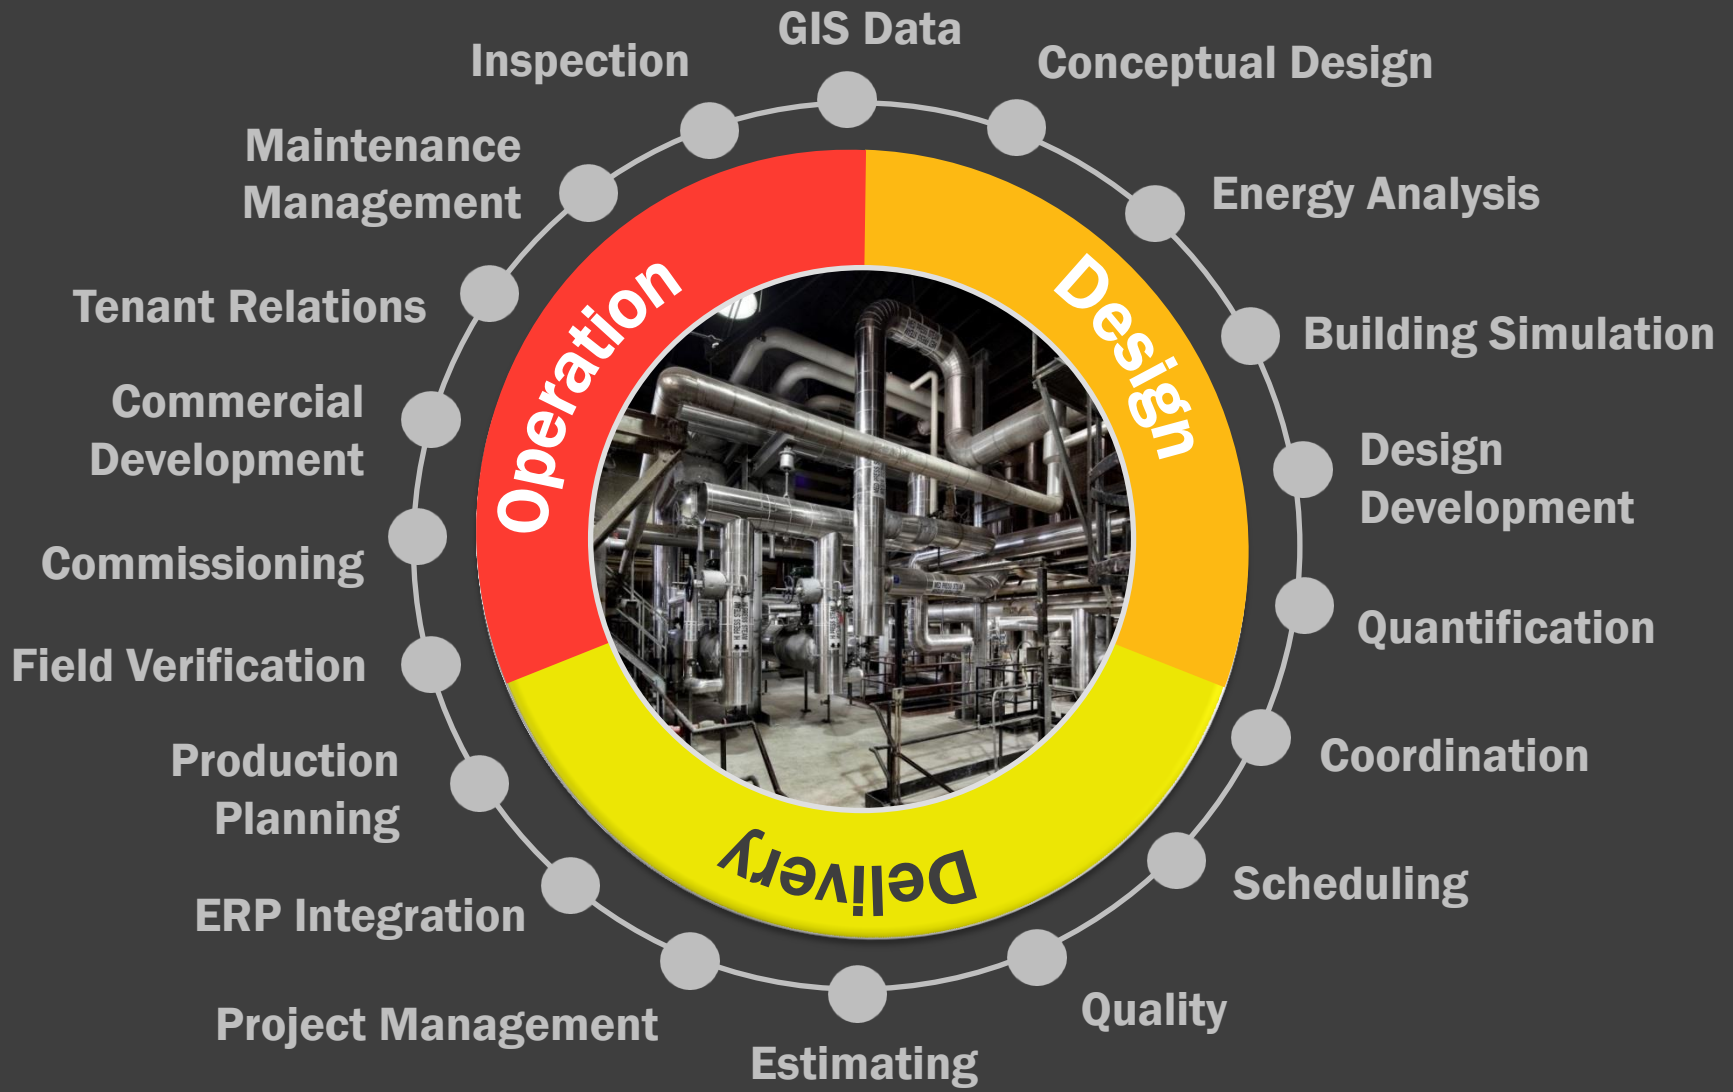 GIS Data
Conceptual Design
Energy Analysis
Building Simulation
Design
Development
Quantification
Coordination
Scheduling
Quality
Estimating
Project Management
ERP Integration
Production
Planning
Field Verification
Commissioning
Commercial
Development
Tenant Relations
Maintenance
Management
Inspection
Operation
Design
Delivery